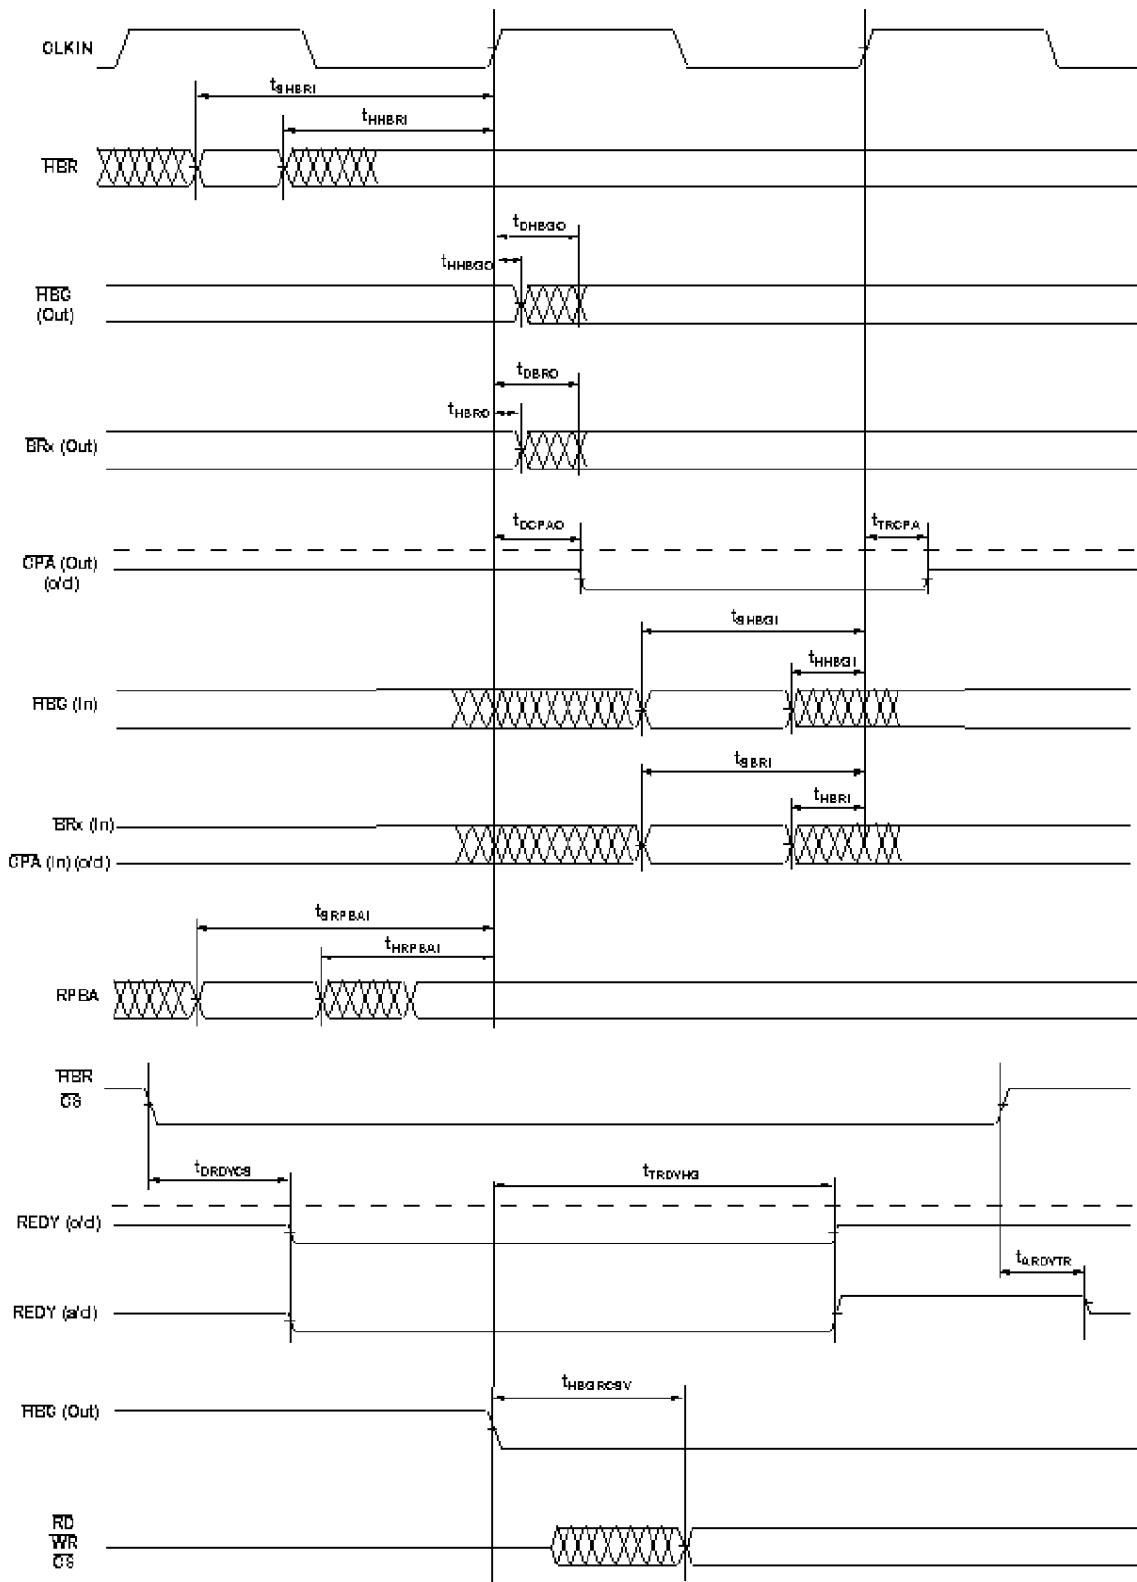 CLKIN
tSHBRI
tHHBRI
HBR
tDHBGO
tHHBGO
HBG
(Out)
tDBRO
tHBRO
BRx (Out)
tDCPAO
tTRCPA
CPA (Out)
(o/d)
tSHBGI
tHHBGI
HBG (In)
tSBRI
tHBRI
BRx (In)
CPA (In) (o/d)
tSRPBAI
tHRPBAI
RPBA
HBR
CS
tDRDYCS
tTRDYHG
REDY (o/d)
tARDYTR
REDY (a/d)
tHBGRCSV
HBG (Out)
RD
WR
CS